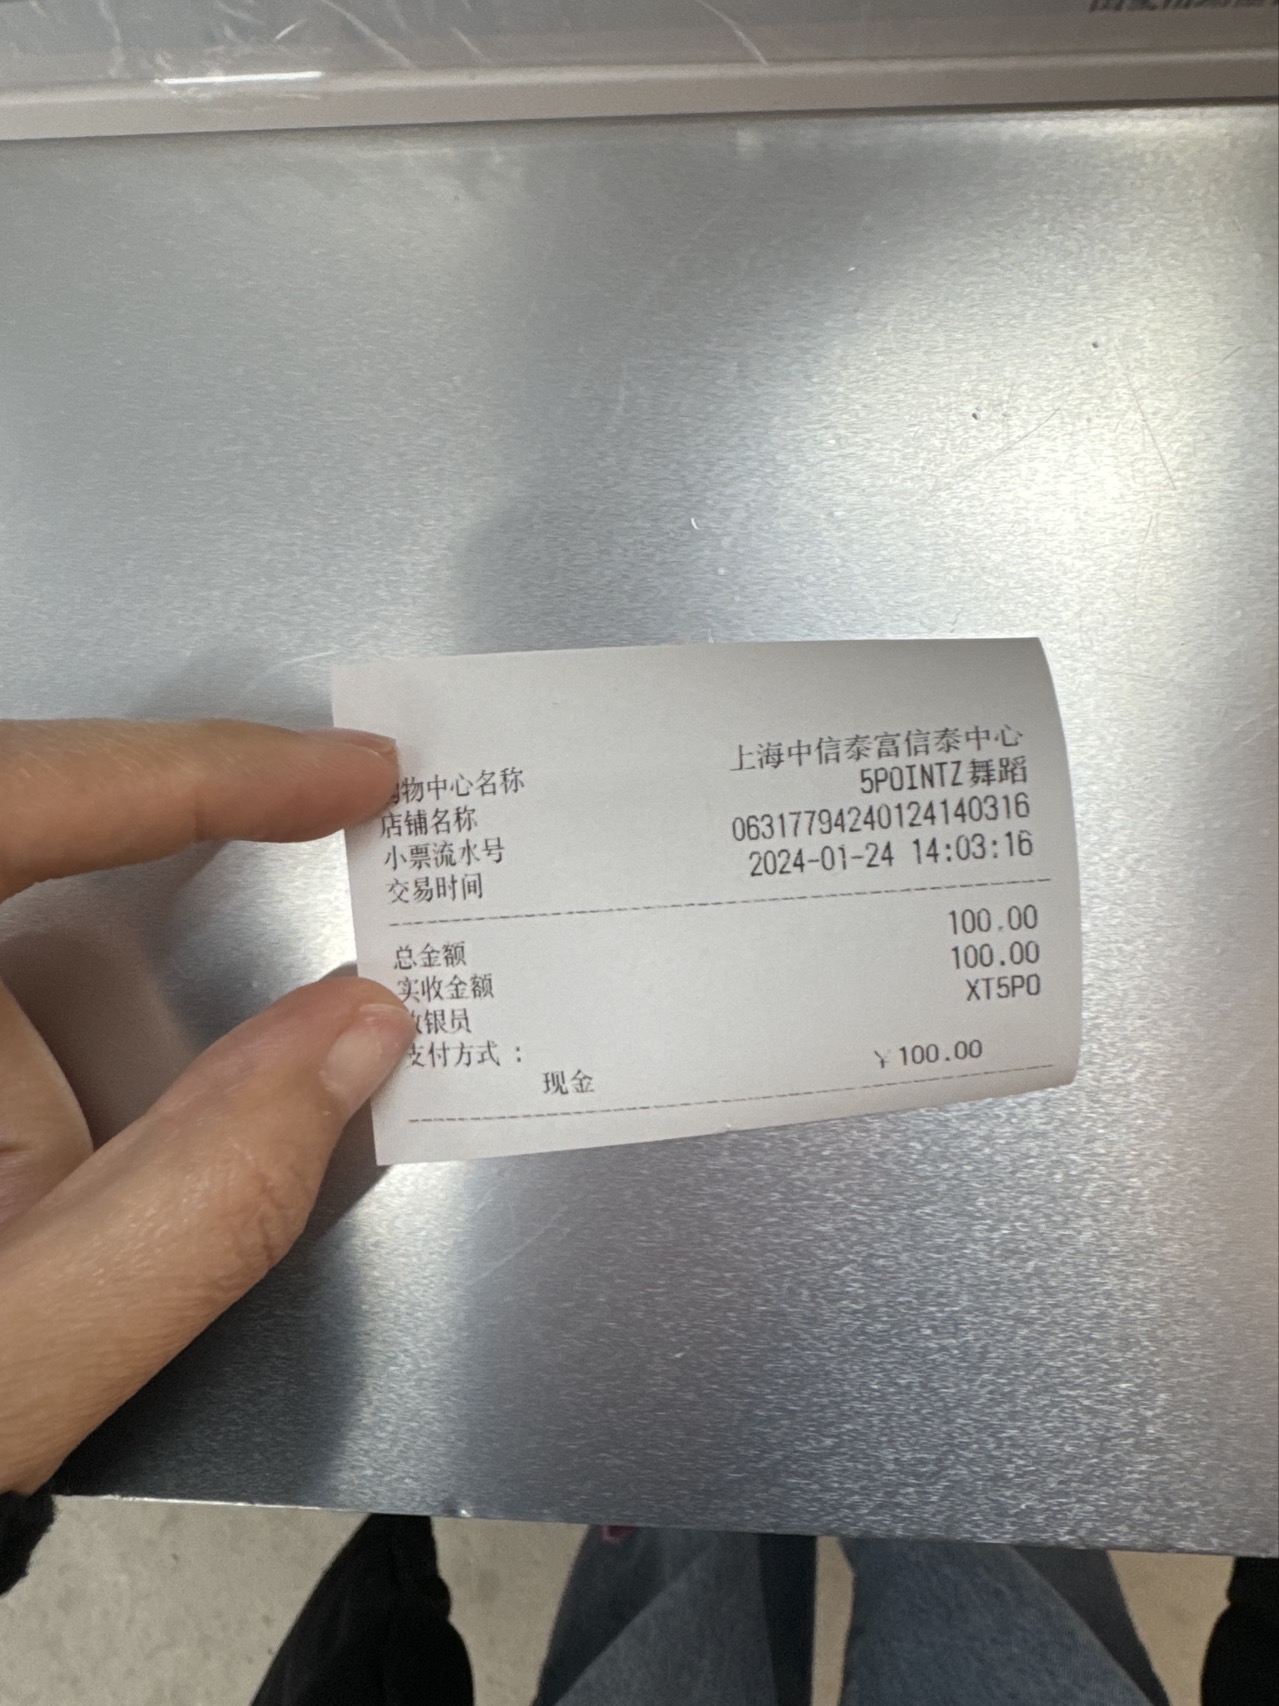 物中心名称 上海中信泰富信泰中心
店铺名称 5POINTZ舞蹈
小票流水号 06317794240124140316
交易时间 2024-01-24 14:03:16
总金额 100.00
实收金额 100.00
银员 XT5PO
支付方式：
现金 ¥100.00